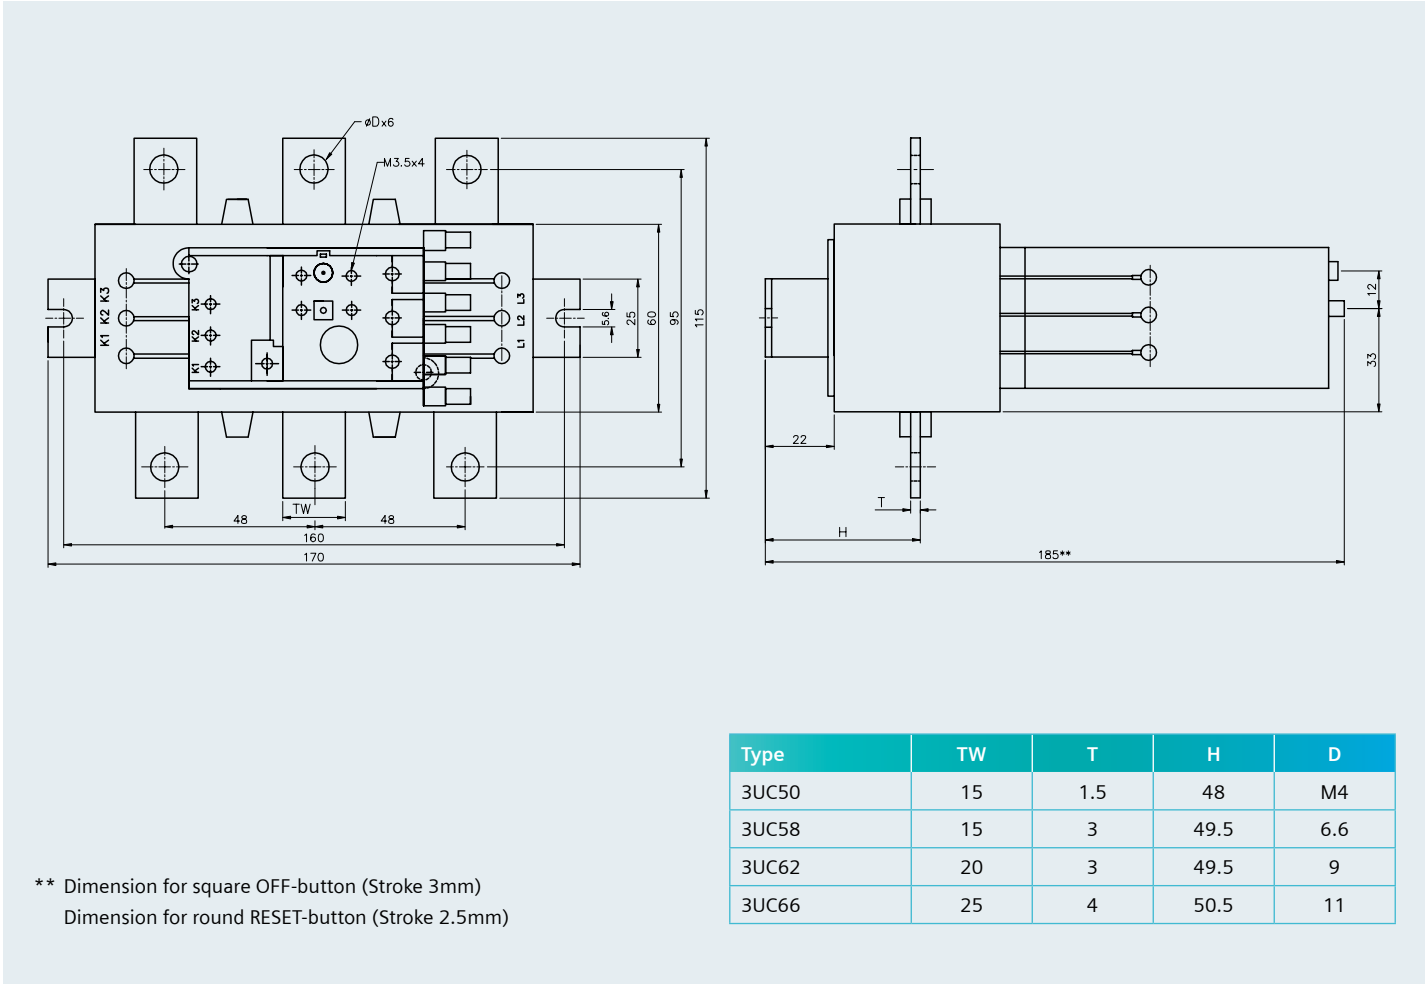 øDx6
M3.5x4
K1 K2 K3
K3
K2
K1
L3
L2
L1
5.6
25
60
95
115
TW
48
48
160
170
12
33
22
T
H
185**
Type TW T H D
3UC50 15 1.5 48 M4
3UC58 15 3 49.5 6.6
3UC62 20 3 49.5 9
3UC66 25 4 50.5 11
** Dimension for square OFF-button (Stroke 3mm)
Dimension for round RESET-button (Stroke 2.5mm)